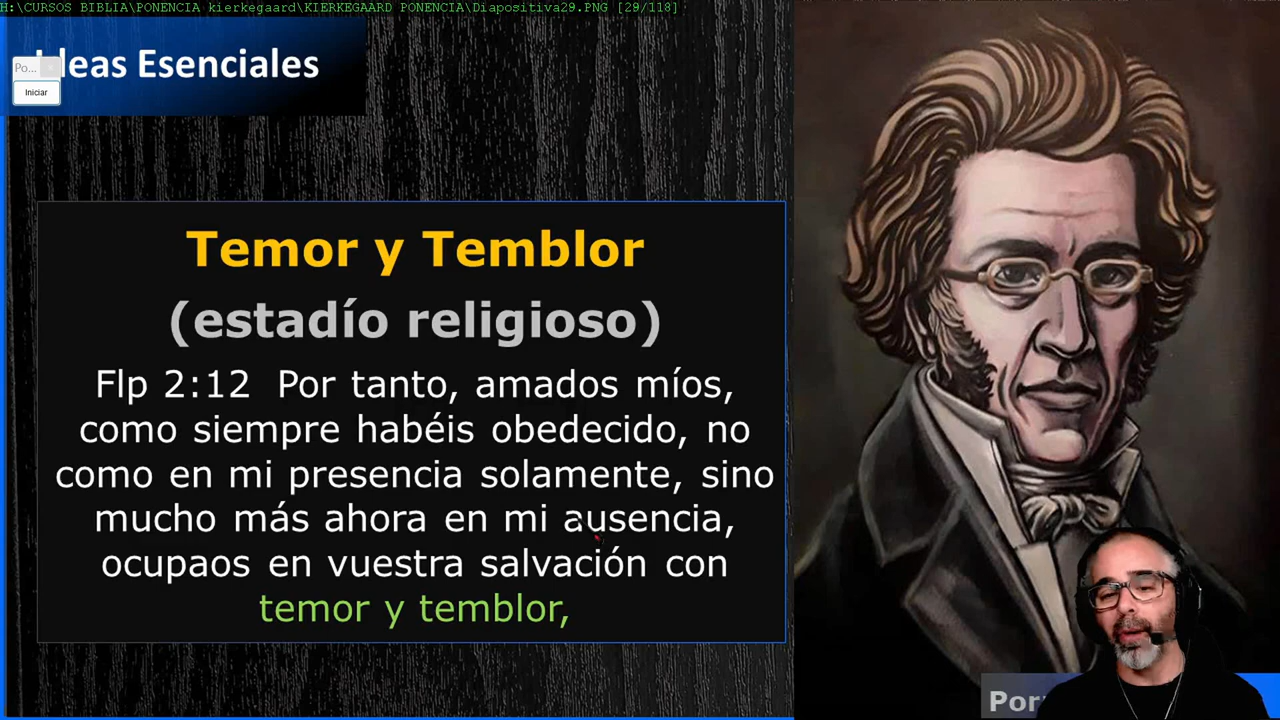 H:\CURSOS BIBLIA\PONENCIA kierkegaard\KIERKEGAARD PONENCIA\Diapositiva29.PNG [29/118]
Ideas Esenciales
Po...
Iniciar
Temor y Temblor
(estadío religioso)
Flp 2:12 Por tanto, amados míos,
como siempre habéis obedecido, no
como en mi presencia solamente, sino
mucho más ahora en mi ausencia,
ocupaos en vuestra salvación con
temor y temblor,